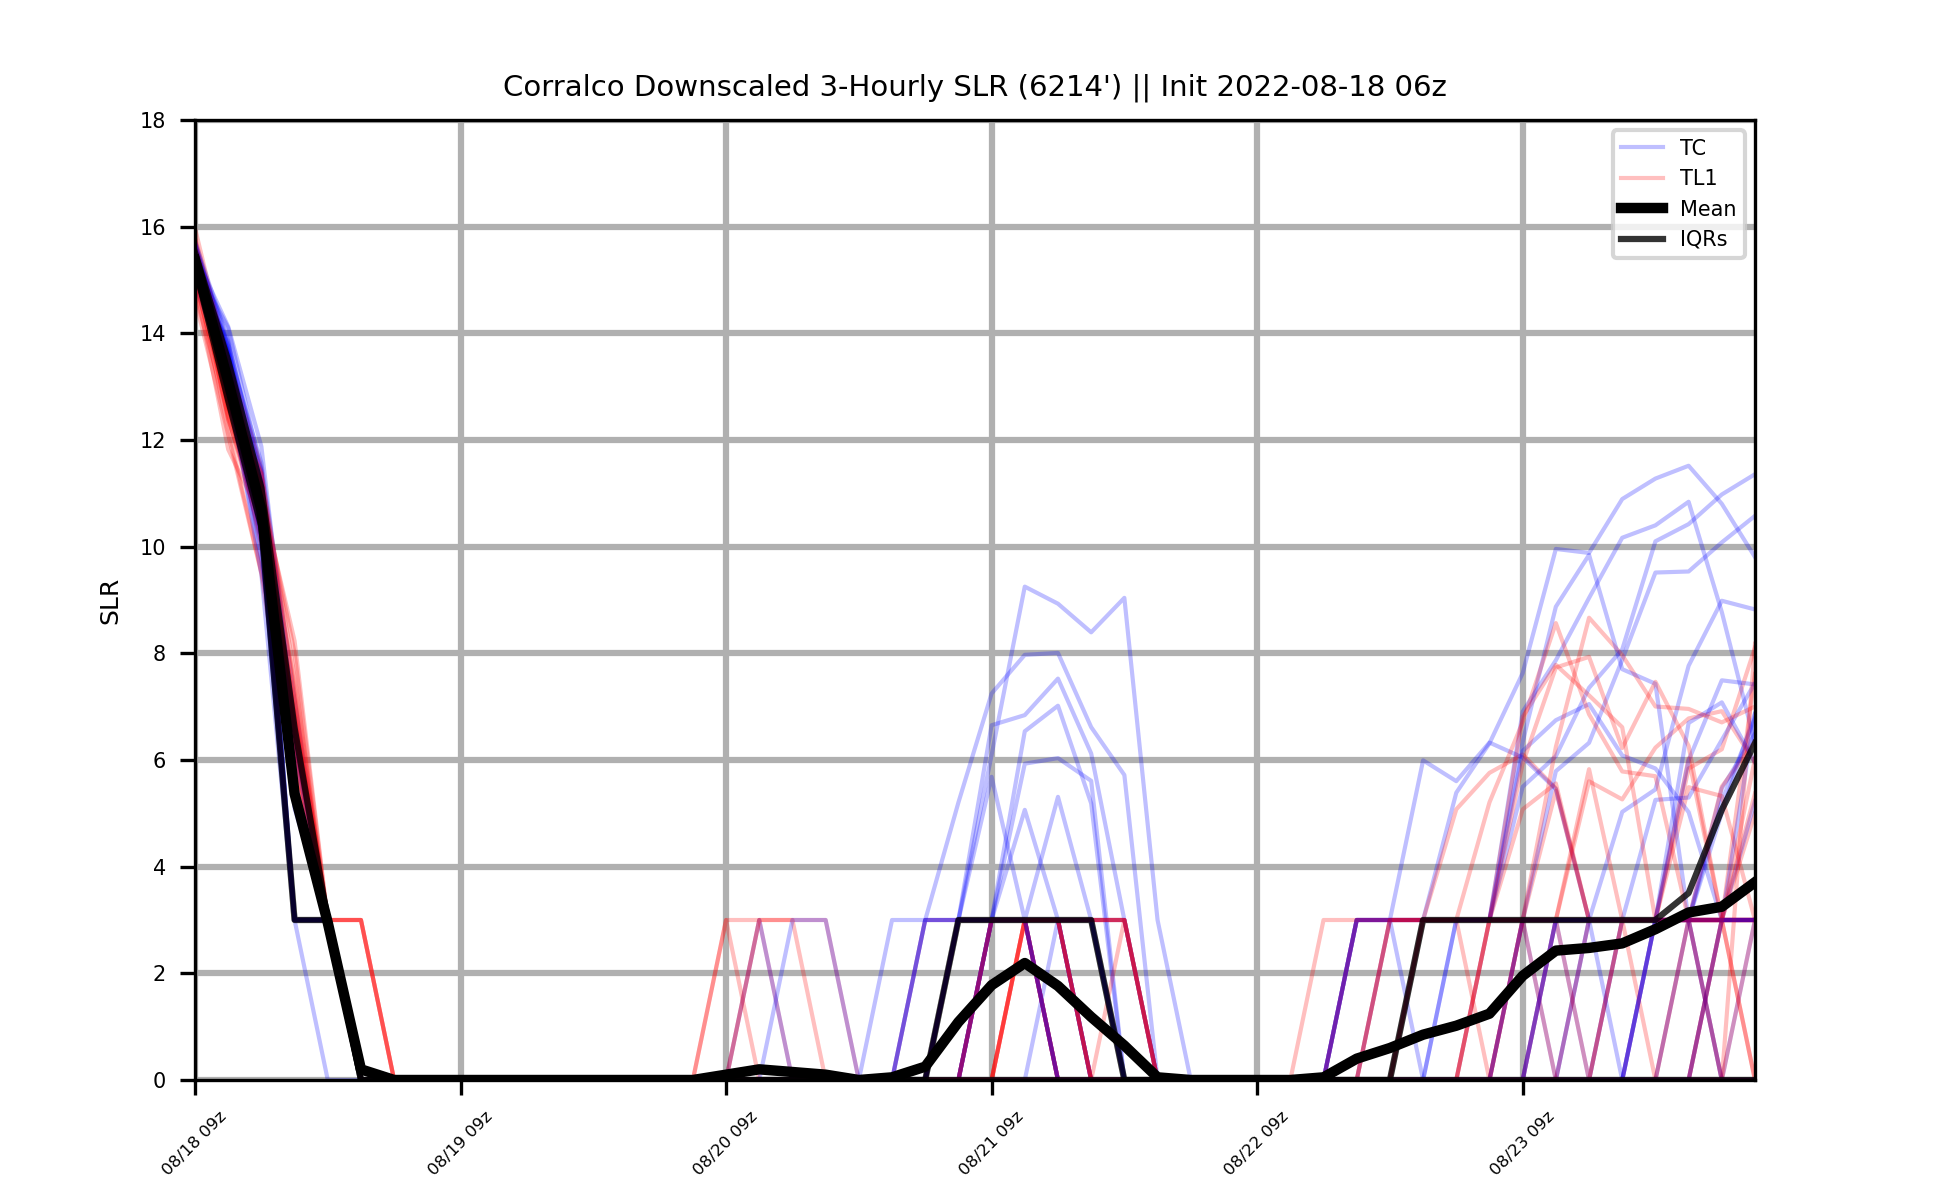 Corralco Downscaled 3-Hourly SLR (6214') || Init 2022-08-18 06z
18
16
14
12
10
8
6
4
2
0
SLR
TC
TL1
Mean
IQRs
08/18 09z
08/19 09z
08/20 09z
08/21 09z
08/22 09z
08/23 09z